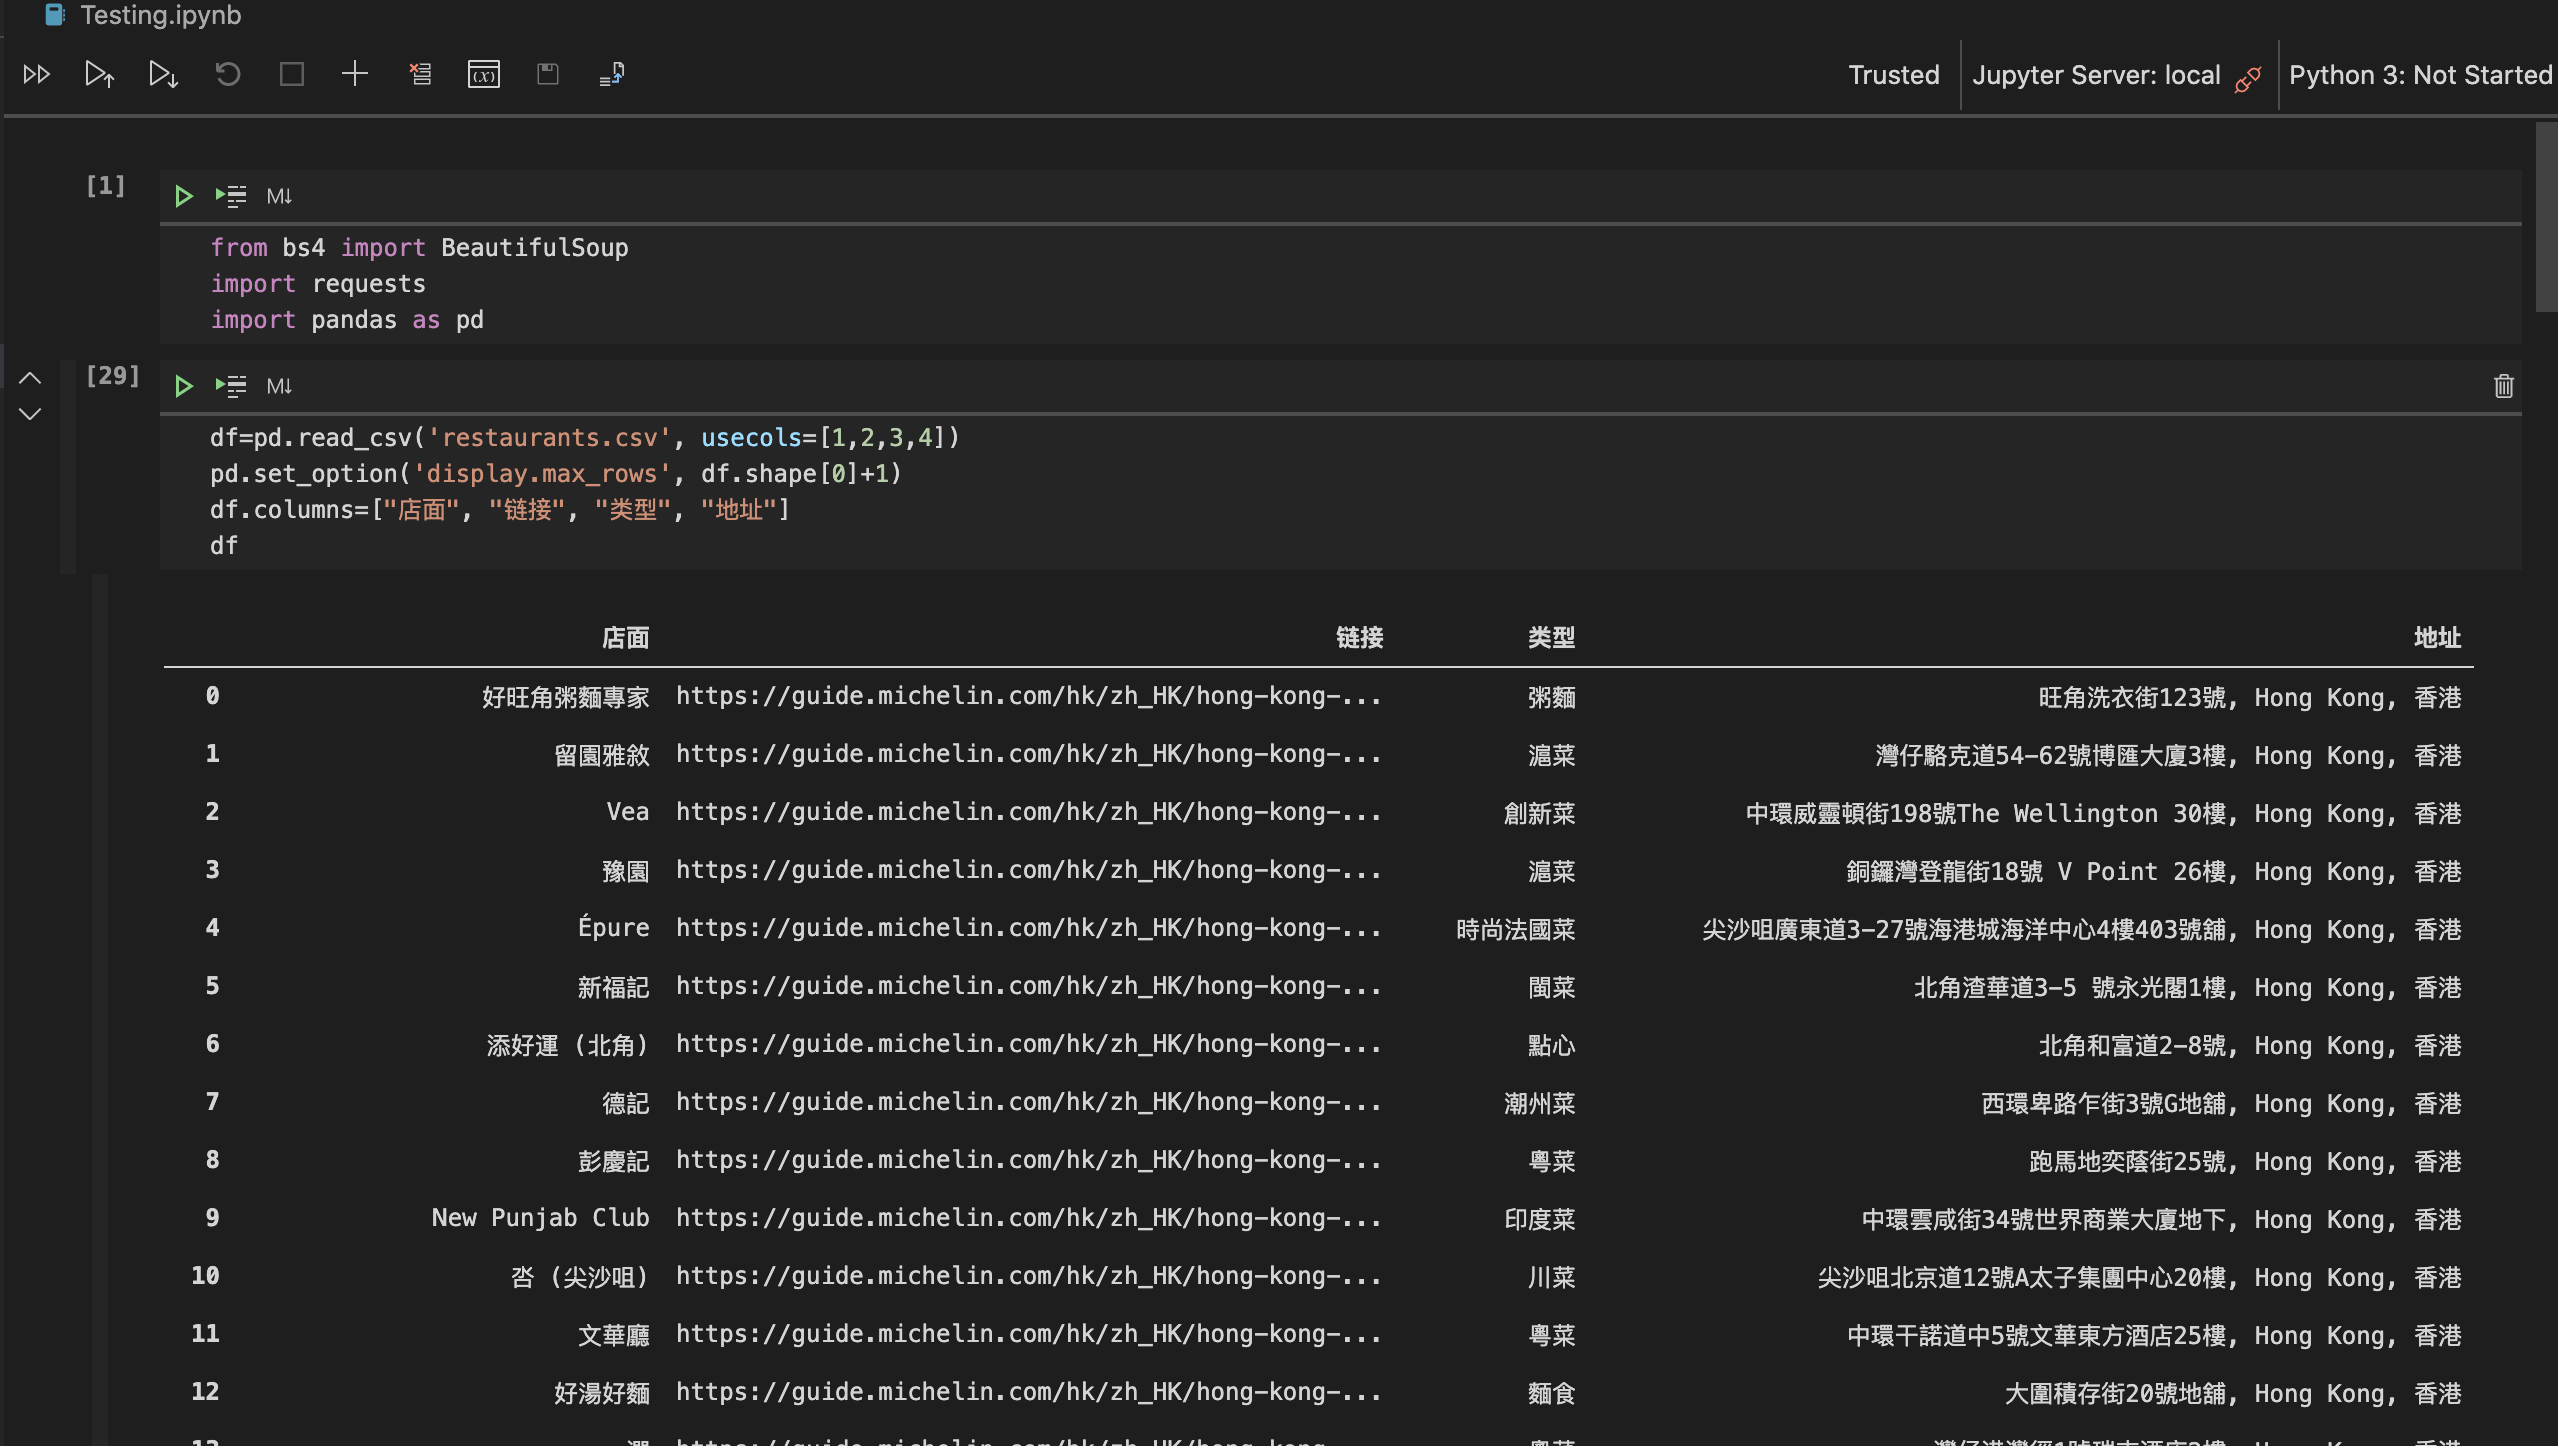 Testing.ipynb
Trusted
Jupyter Server: local
Python 3: Not Started
[1]
M↓
from bs4 import BeautifulSoup
import requests
import pandas as pd
[29]
M↓
df=pd.read_csv('restaurants.csv', usecols=[1,2,3,4])
pd.set_option('display.max_rows', df.shape[0]+1)
df.columns=["店面", "链接", "类型", "地址"]
df
店面 链接 类型 地址
0 好旺角粥麵專家 https://guide.michelin.com/hk/zh_HK/hong-kong-... 粥麵 旺角洗衣街123號, Hong Kong, 香港
1 留園雅敘 https://guide.michelin.com/hk/zh_HK/hong-kong-... 滬菜 灣仔駱克道54-62號博匯大廈3樓, Hong Kong, 香港
2 Vea https://guide.michelin.com/hk/zh_HK/hong-kong-... 創新菜 中環威靈頓街198號The Wellington 30樓, Hong Kong, 香港
3 豫園 https://guide.michelin.com/hk/zh_HK/hong-kong-... 滬菜 銅鑼灣登龍街18號 V Point 26樓, Hong Kong, 香港
4 Épure https://guide.michelin.com/hk/zh_HK/hong-kong-... 時尚法國菜 尖沙咀廣東道3-27號海港城海洋中心4樓403號舖, Hong Kong, 香港
5 新福記 https://guide.michelin.com/hk/zh_HK/hong-kong-... 閩菜 北角渣華道3-5 號永光閣1樓, Hong Kong, 香港
6 添好運 (北角) https://guide.michelin.com/hk/zh_HK/hong-kong-... 點心 北角和富道2-8號, Hong Kong, 香港
7 德記 https://guide.michelin.com/hk/zh_HK/hong-kong-... 潮州菜 西環卑路乍街3號G地舖, Hong Kong, 香港
8 彭慶記 https://guide.michelin.com/hk/zh_HK/hong-kong-... 粵菜 跑馬地奕蔭街25號, Hong Kong, 香港
9 New Punjab Club https://guide.michelin.com/hk/zh_HK/hong-kong-... 印度菜 中環雲咸街34號世界商業大廈地下, Hong Kong, 香港
10 呇 (尖沙咀) https://guide.michelin.com/hk/zh_HK/hong-kong-... 川菜 尖沙咀北京道12號A太子集團中心20樓, Hong Kong, 香港
11 文華廳 https://guide.michelin.com/hk/zh_HK/hong-kong-... 粵菜 中環干諾道中5號文華東方酒店25樓, Hong Kong, 香港
12 好湯好麵 https://guide.michelin.com/hk/zh_HK/hong-kong-... 麵食 大圍積存街20號地舖, Hong Kong, 香港